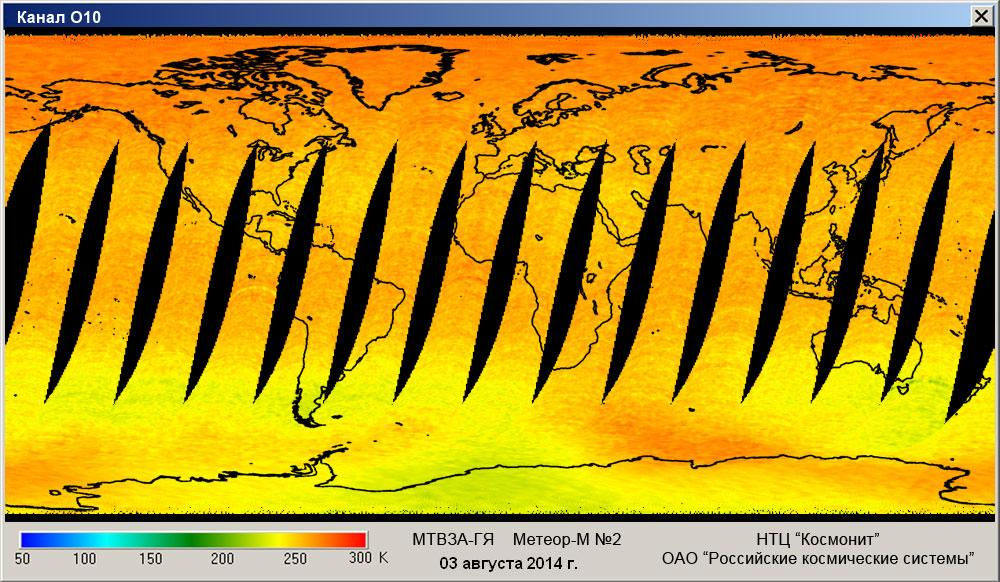 Канал О10
50 100 150 200 250 300 K
МТВЗА-ГЯ Метеор-М №2
03 августа 2014 г.
НТЦ “Космонит”
ОАО “Российские космические системы”